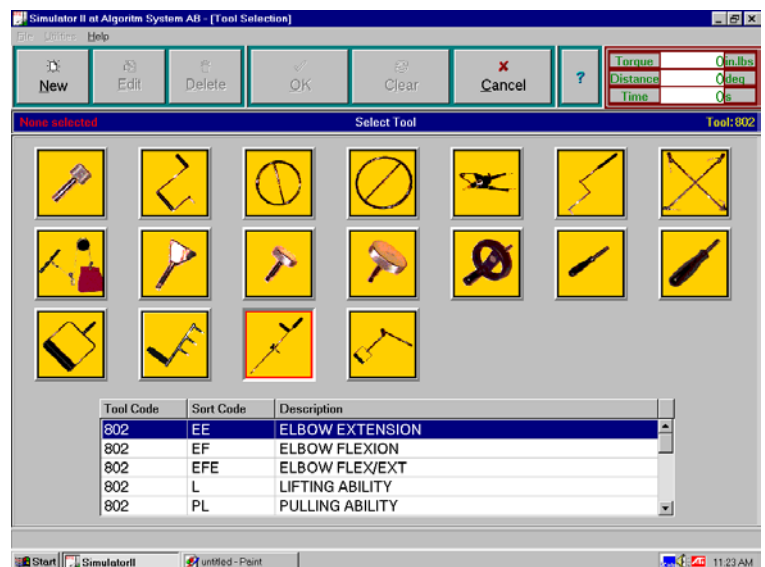 Simulator II at Algoritm System AB - [Tool Selection]
File Utilities Help
New Edit Delete OK Clear Cancel ?
Torque 0 in.lbs
Distance 0 deg
Time 0 s
None selected Select Tool Tool:802
Tool Code Sort Code Description
802 EE ELBOW EXTENSION
802 EF ELBOW FLEXION
802 EFE ELBOW FLEX/EXT
802 L LIFTING ABILITY
802 PL PULLING ABILITY
Start SimulatorII untitled - Paint 11:23 AM